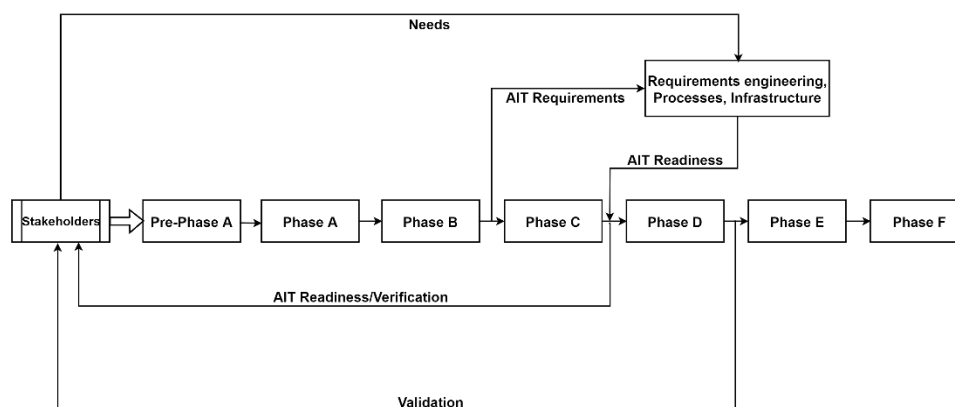 Needs
Requirements engineering,
Processes, Infrastructure
AIT Requirements
AIT Readiness
Stakeholders
Pre-Phase A
Phase A
Phase B
Phase C
Phase D
Phase E
Phase F
AIT Readiness/Verification
Validation